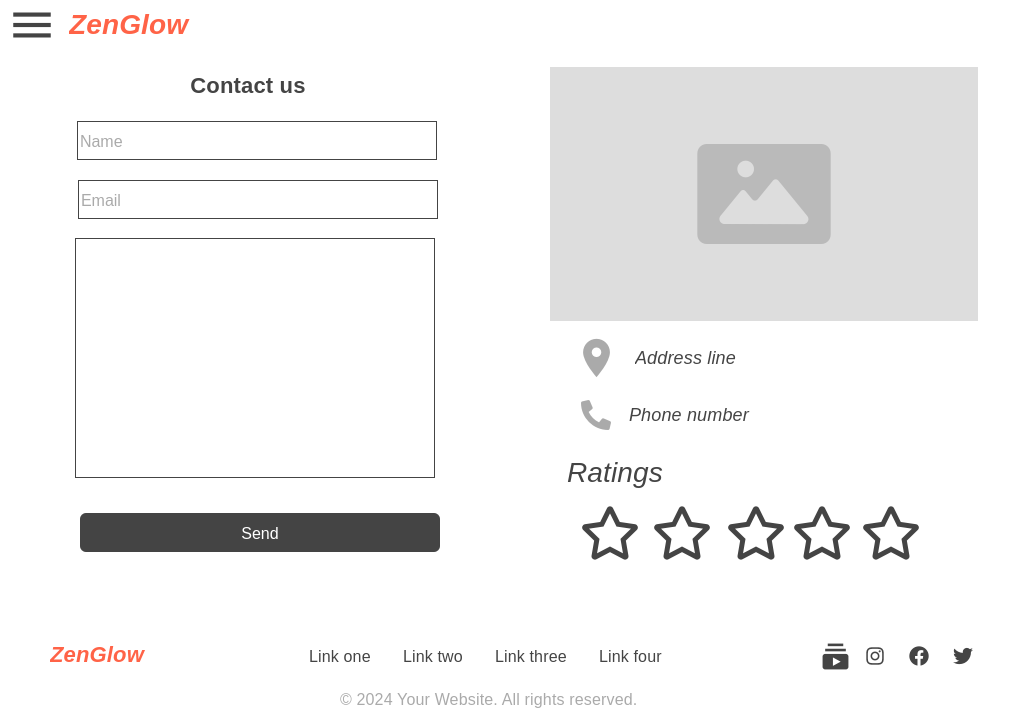 ZenGlow
Contact us
Name
Email
Send
Address line
Phone number
Ratings
ZenGlow
Link one
Link two
Link three
Link four
© 2024 Your Website. All rights reserved.